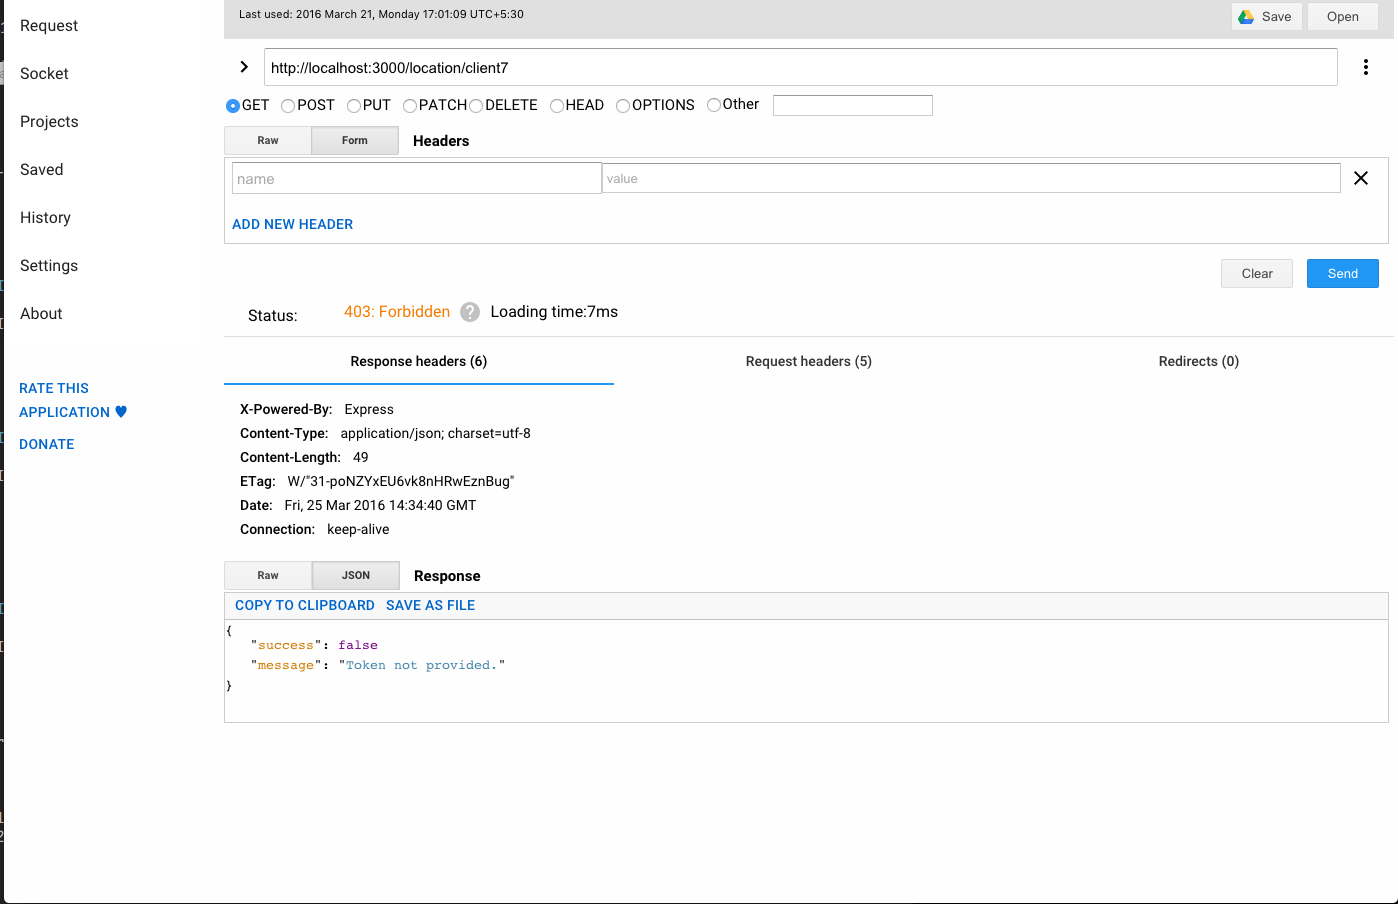 Last used: 2016 March 21, Monday 17:01:09 UTC+5:30
Save
Open
Request
Socket
Projects
Saved
History
Settings
About
RATE THIS
APPLICATION
DONATE
http://localhost:3000/location/client7
GET POST PUT PATCH DELETE HEAD OPTIONS Other
Raw Form Headers
name value
ADD NEW HEADER
Clear Send
Status: 403: Forbidden ? Loading time:7ms
Response headers (6) Request headers (5) Redirects (0)
X-Powered-By: Express
Content-Type: application/json; charset=utf-8
Content-Length: 49
ETag: W/"31-poNZYxEU6vk8nHRwEznBug"
Date: Fri, 25 Mar 2016 14:34:40 GMT
Connection: keep-alive
Raw JSON Response
COPY TO CLIPBOARD SAVE AS FILE
{
"success": false
"message": "Token not provided."
}